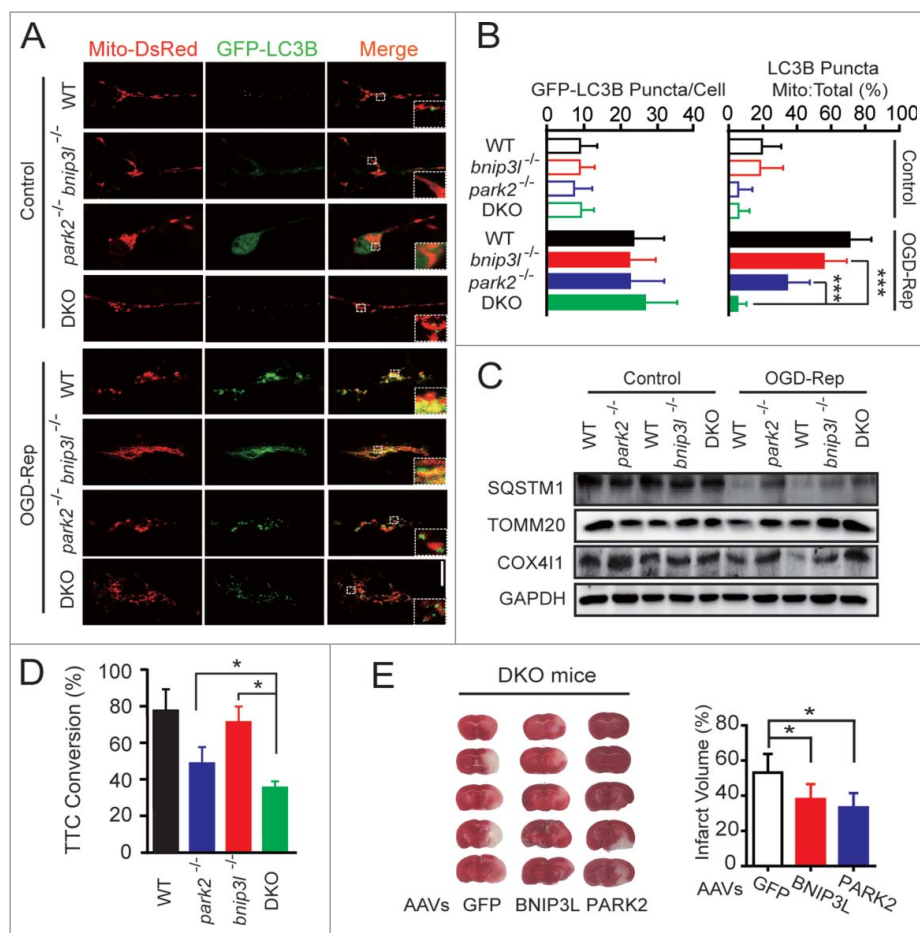 A
Mito-DsRed GFP-LC3B Merge
Control
WT
bnip3l -/-
park2 -/-
DKO
OGD-Rep
WT
bnip3l -/-
park2 -/-
DKO
B
GFP-LC3B Puncta/Cell
0 10 20 30 40
LC3B Puncta
Mito:Total (%)
0 20 40 60 80 100
WT
bnip3l -/-
park2 -/-
DKO
Control
WT
bnip3l -/-
park2 -/-
DKO
OGD-Rep
***
***
C
Control OGD-Rep
WT park2 -/- WT bnip3l -/- DKO WT park2 -/- WT bnip3l -/- DKO
SQSTM1
TOMM20
COX4I1
GAPDH
D
TTC Conversion (%)
80
60
40
20
0
*
*
WT park2 -/- bnip3l -/- DKO
E
DKO mice
AAVs GFP BNIP3L PARK2
Infarct Volume (%)
80
60
40
20
0
*
*
AAVs GFP BNIP3L PARK2